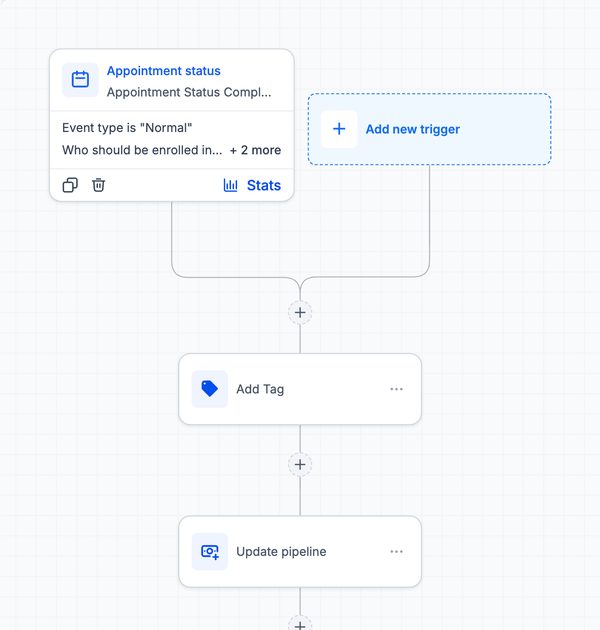 Appointment status
Appointment Status Compl...
Event type is "Normal"
Who should be enrolled in... + 2 more
Stats
Add new trigger
Add Tag
Update pipeline